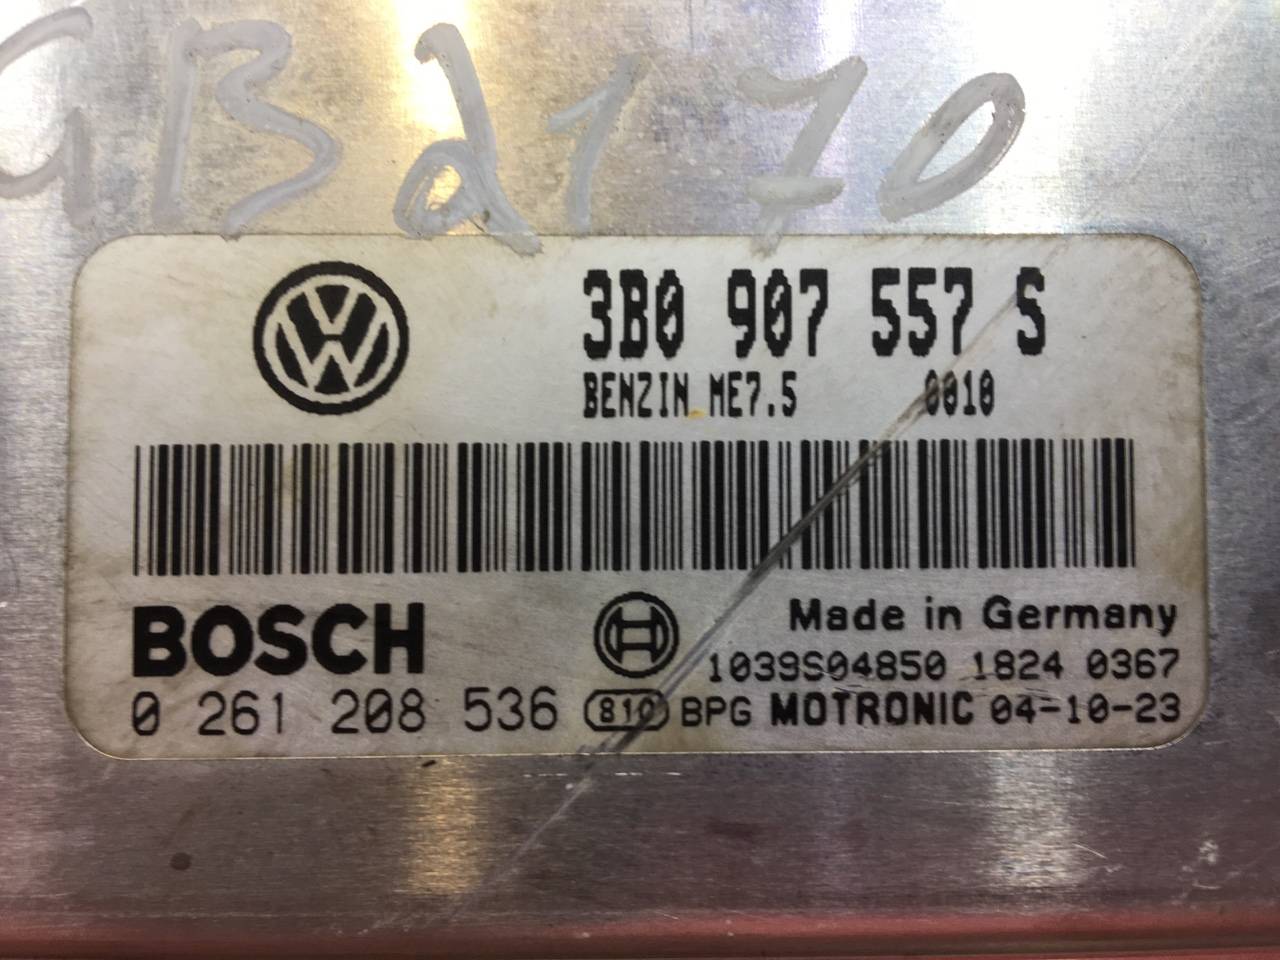 GBd170
3B0 907 557 S
BENZIN ME7.5 0010
BOSCH
Made in Germany
1039S04850 1824 0367
0 261 208 536 810 BPG MOTRONIC 04-10-23